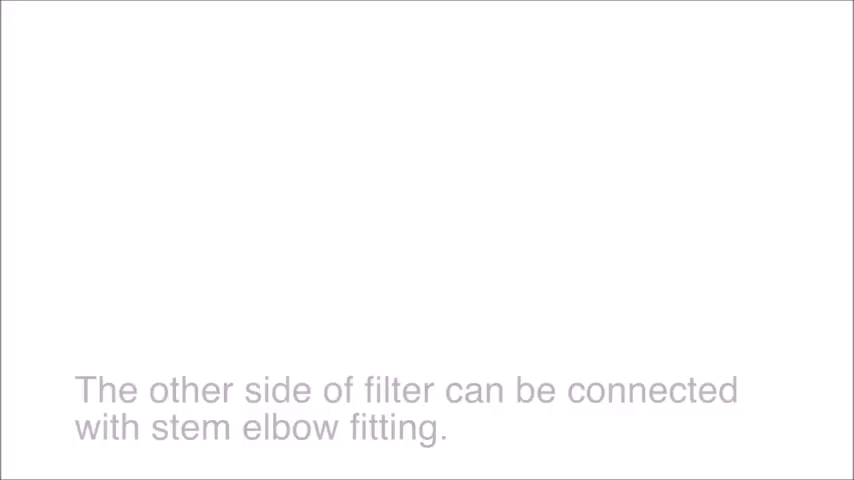 The other side of filter can be connected
with stem elbow fitting.